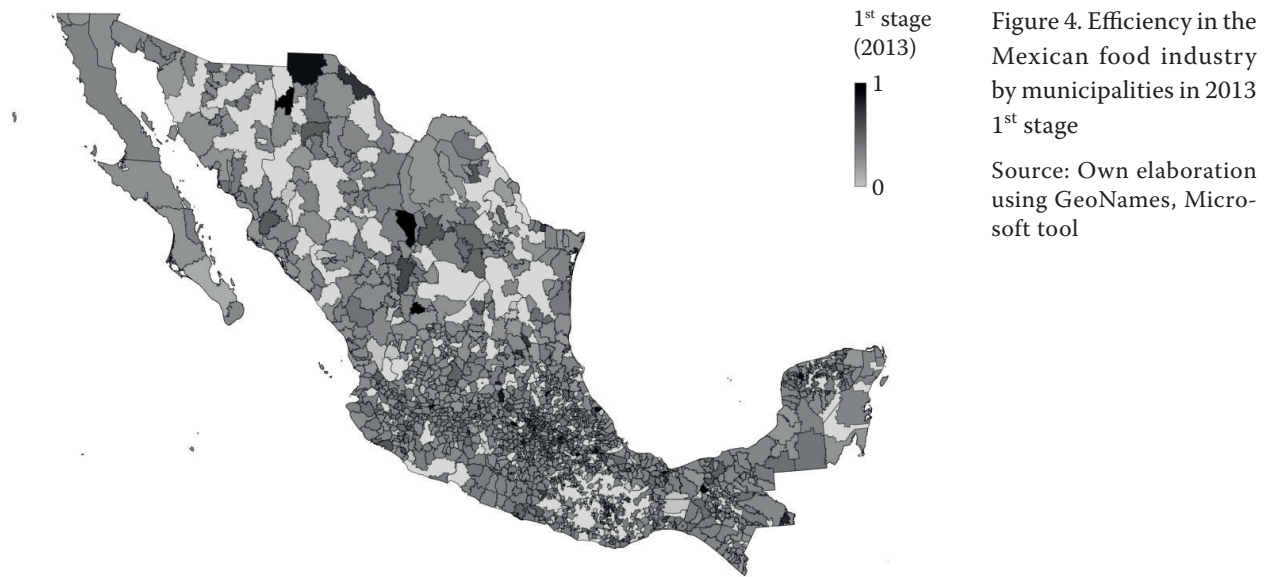 1st stage
(2013)
1
0
Figure 4. Efficiency in the
Mexican food industry
by municipalities in 2013
1st stage
Source: Own elaboration
using GeoNames, Micro-
soft tool